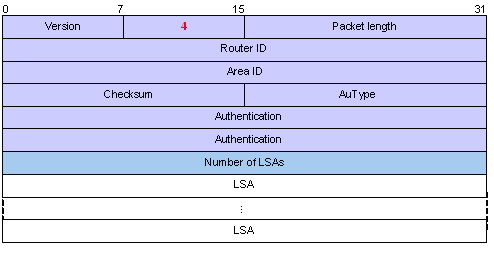 0 7 15 31
Version 4 Packet length
Router ID
Area ID
Checksum AuType
Authentication
Authentication
Number of LSAs
LSA
...
LSA